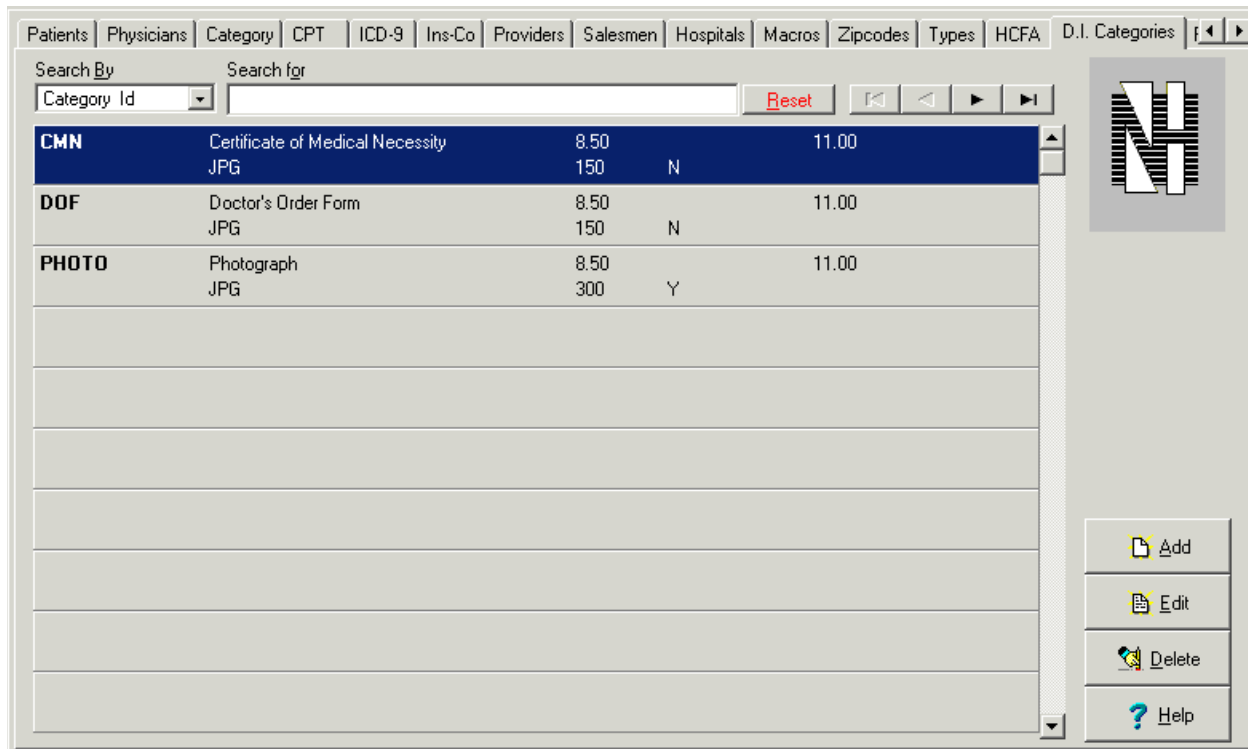 Patients Physicians Category CPT ICD-9 Ins-Co Providers Salesmen Hospitals Macros Zipcodes Types HCFA D.I. Categories
Search By Search for
Category Id Reset
CMN Certificate of Medical Necessity 8.50 11.00
JPG 150 N
DOF Doctor's Order Form 8.50 11.00
JPG 150 N
PHOTO Photograph 8.50 11.00
JPG 300 Y
NH
Add
Edit
Delete
? Help